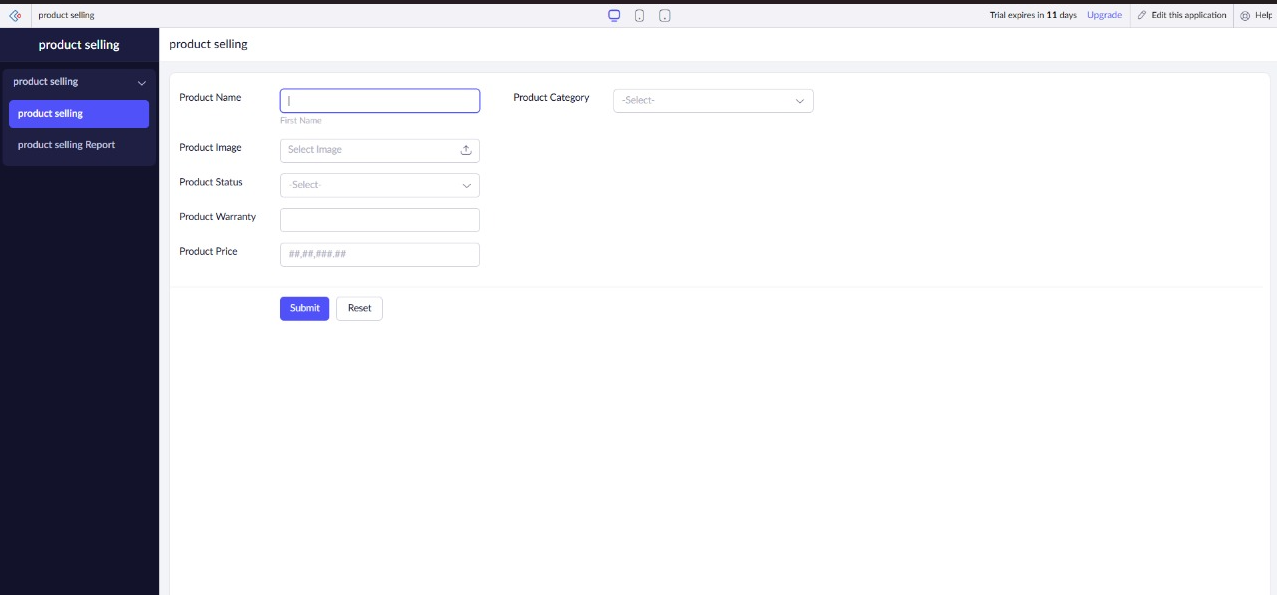 product selling
Trial expires in 11 days Upgrade Edit this application Help
product selling
product selling
product selling
product selling Report
product selling
Product Name
First Name
Product Category -Select-
Product Image Select Image
Product Status -Select-
Product Warranty
Product Price ##,##,###.##
Submit Reset